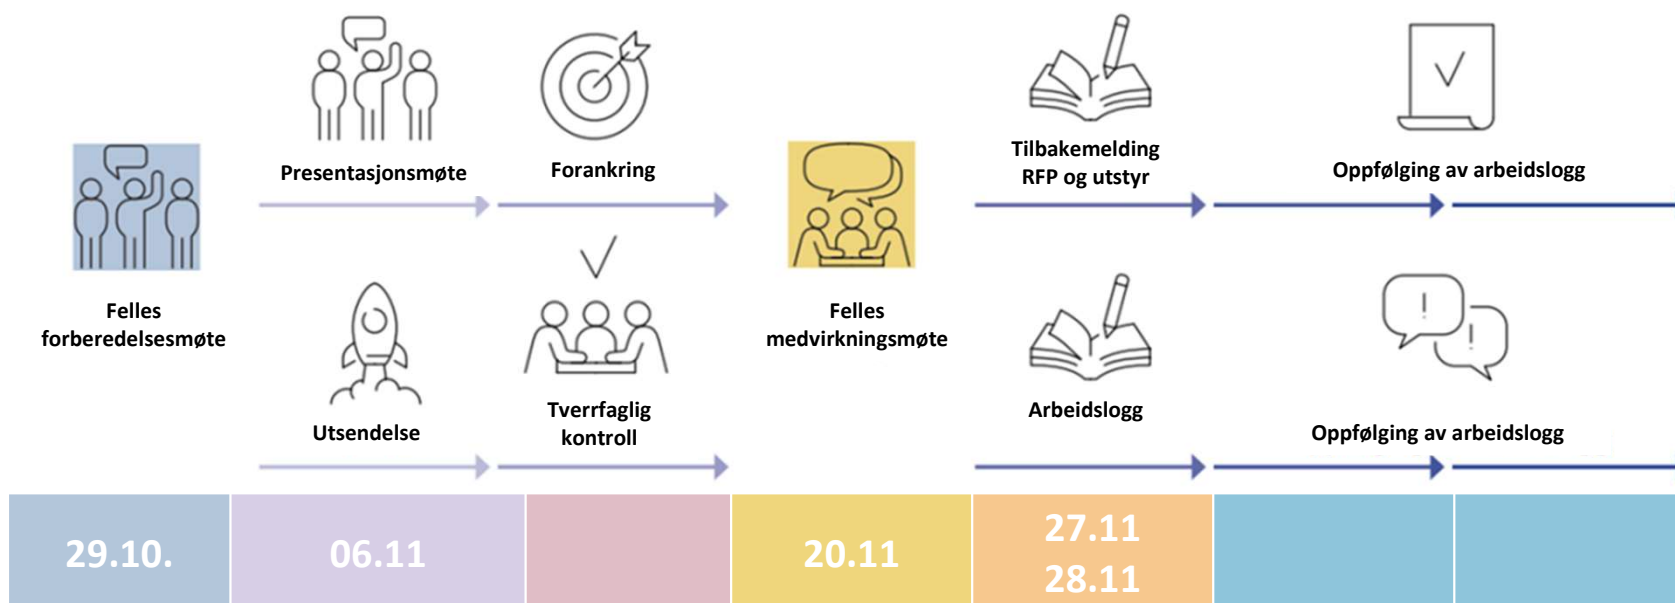 Presentasjonsmøte
Forankring
Tilbakemelding
RFP og utstyr
Oppfølging av arbeidslogg
Felles
forberedelsesmøte
Felles
medvirkningsmøte
Utsendelse
Tverrfaglig
kontroll
Arbeidslogg
Oppfølging av arbeidslogg
29.10.
06.11
20.11
27.11
28.11